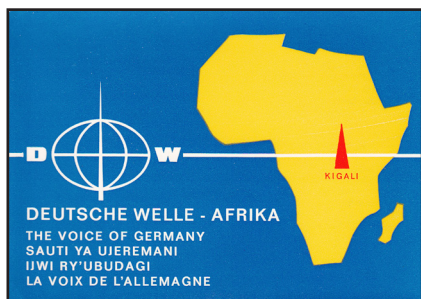 D W
KIGALI
DEUTSCHE WELLE - AFRIKA
THE VOICE OF GERMANY
SAUTI YA UJEREMANI
IJWI RY'UBUDAGI
LA VOIX DE L'ALLEMAGNE